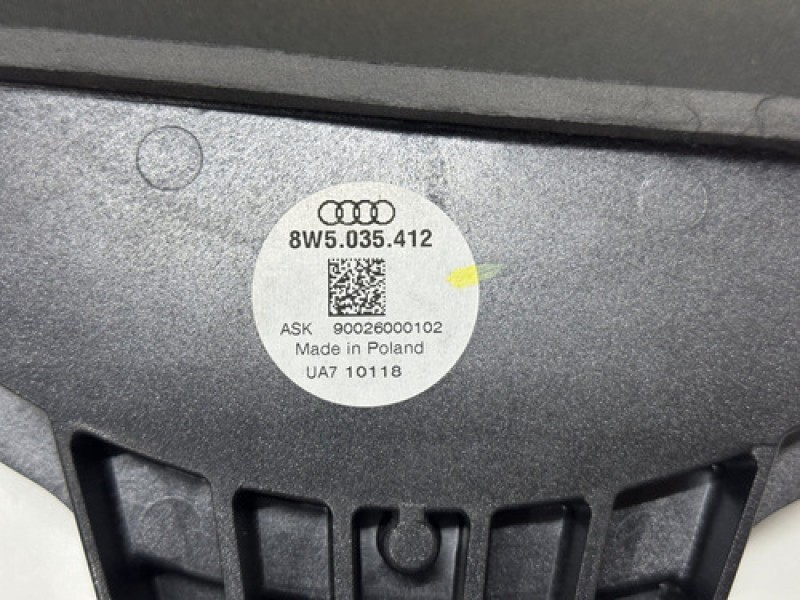 8W5.035.412
ASK 90026000102
Made in Poland
UA7 10118